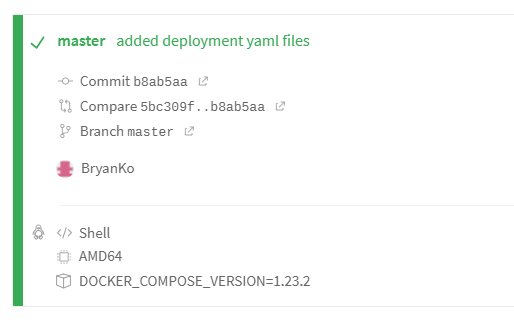 master added deployment yaml files
Commit b8ab5aa
Compare 5bc309f..b8ab5aa
Branch master
BryanKo
</> Shell
AMD64
DOCKER_COMPOSE_VERSION=1.23.2